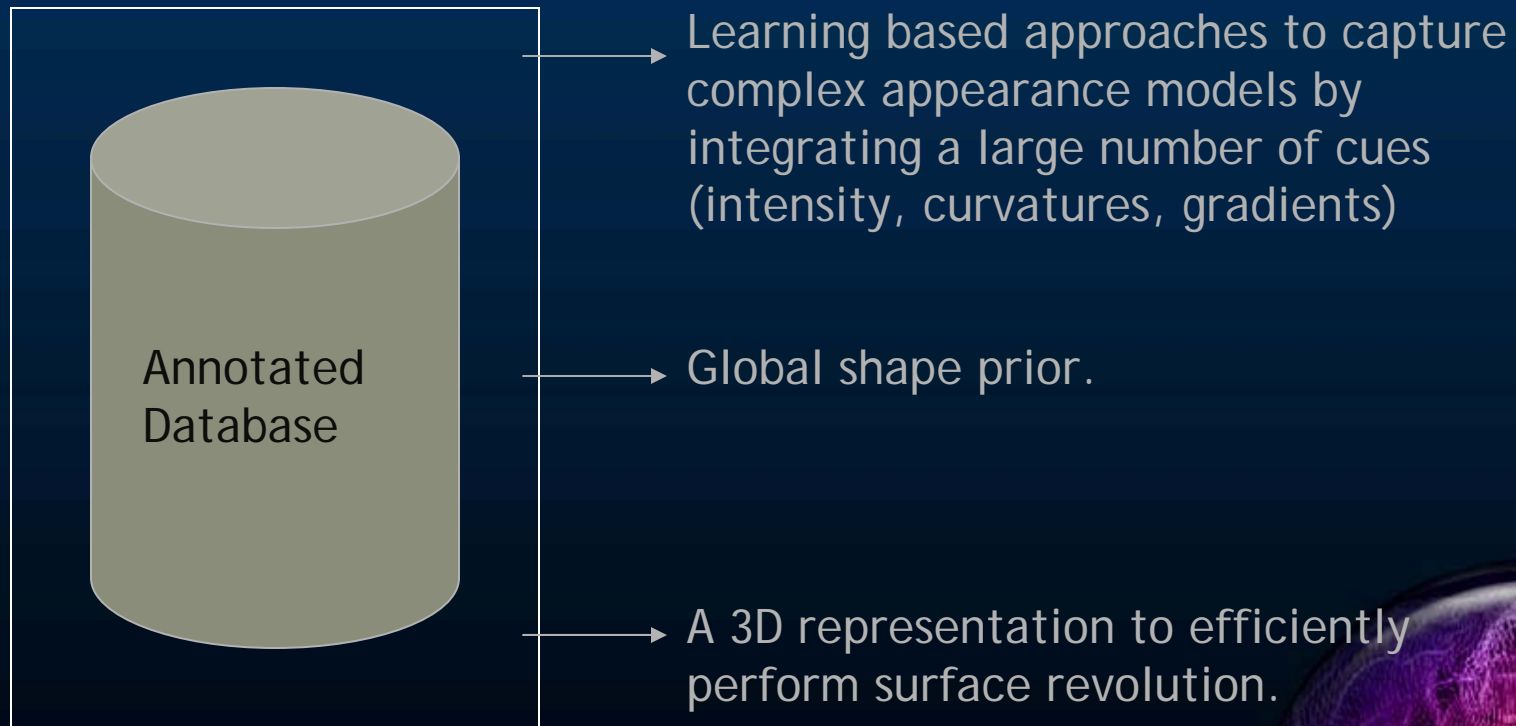 Learning based approaches to capture
complex appearance models by
integrating a large number of cues
(intensity, curvatures, gradients)
Annotated
Database
Global shape prior.
A 3D representation to efficiently
perform surface revolution.